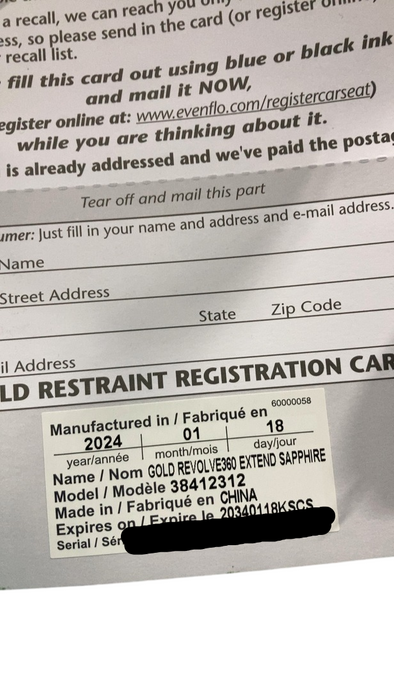 a recall, we can reach you only
ess, so please send in the card (or register
recall list.
fill this card out using blue or black ink
and mail it NOW,
egister online at: www.evenflo.com/registercarseat)
while you are thinking about it.
is already addressed and we've paid the postag
Tear off and mail this part
umer: Just fill in your name and address and e-mail address.
Name
Street Address
State Zip Code
il Address
LD RESTRAINT REGISTRATION CAR
60000058
Manufactured in / Fabriqué en
2024 01 18
year/année month/mois day/jour
Name / Nom GOLD REVOLVE360 EXTEND SAPPHIRE
Model / Modèle 38412312
Made in / Fabriqué en CHINA
Expires on / Expire le 20340118KSCS
Serial / Sér